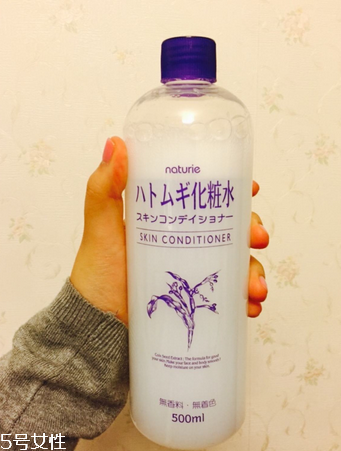 naturie
ハトムギ化粧水
スキンコンデイショナー
SKIN CONDITIONER
無香料・無着色
500ml
5号女性